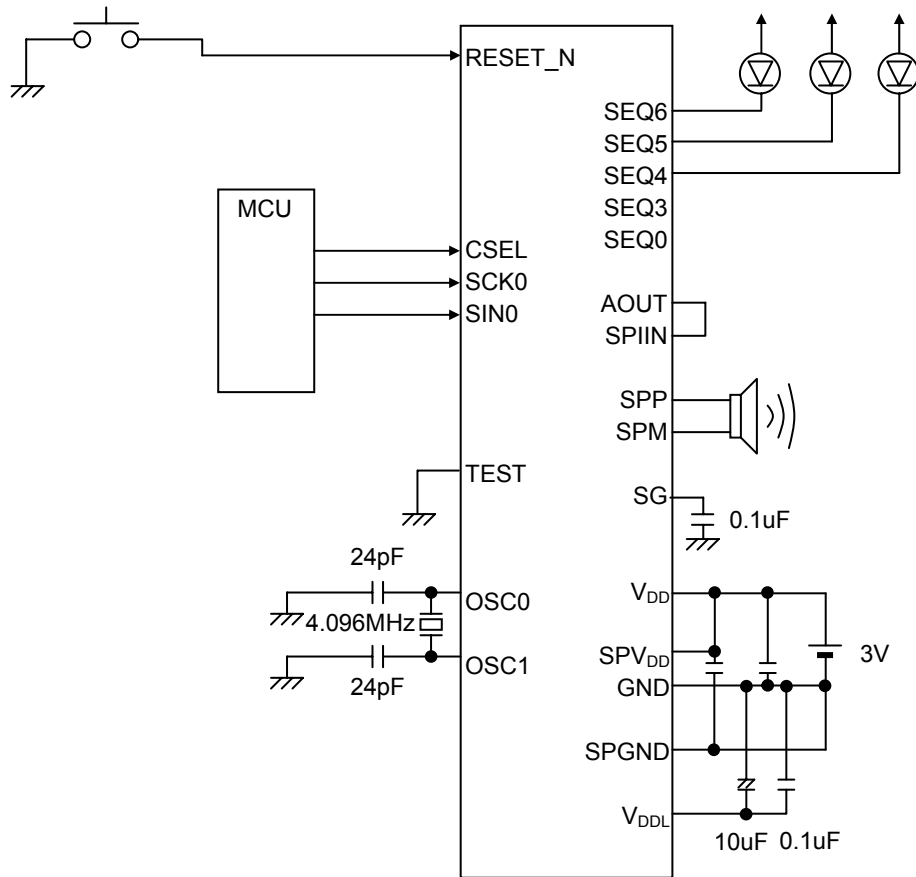 RESET_N
SEQ6
SEQ5
SEQ4
SEQ3
SEQ0
MCU
CSEL
SCK0
SIN0
AOUT
SPIIN
SPP
SPM
TEST
SG
0.1uF
24pF
OSC0
4.096MHz
OSC1
24pF
VDD
SPVDD
3V
GND
SPGND
VDDL
10uF 0.1uF